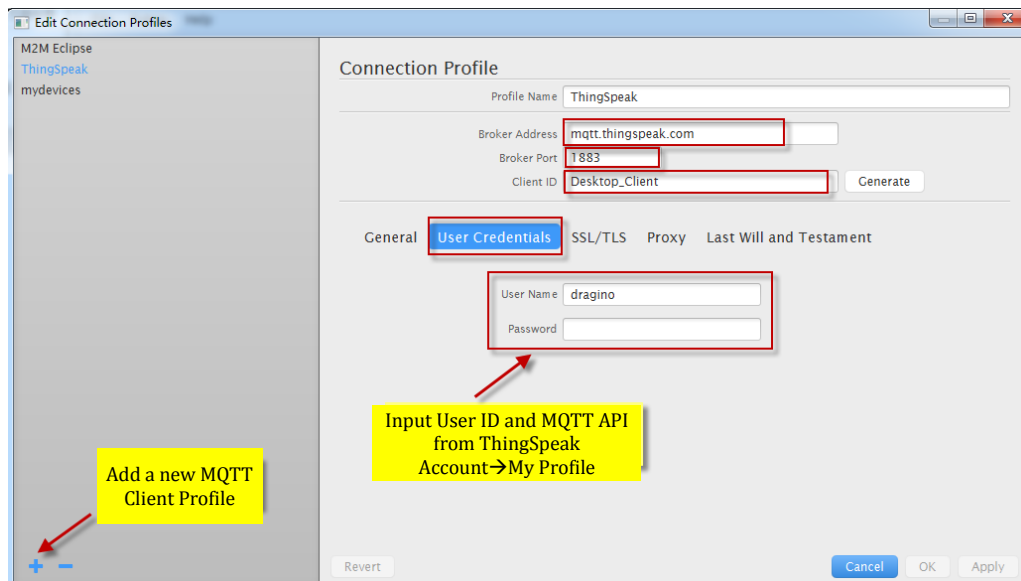 Edit Connection Profiles
M2M Eclipse
ThingSpeak
mydevices
Connection Profile
Profile Name ThingSpeak
Broker Address mqtt.thingspeak.com
Broker Port 1883
Client ID Desktop_Client Generate
General User Credentials SSL/TLS Proxy Last Will and Testament
User Name dragino
Password
Input User ID and MQTT API
from ThingSpeak
Account→My Profile
Add a new MQTT
Client Profile
Revert Cancel OK Apply